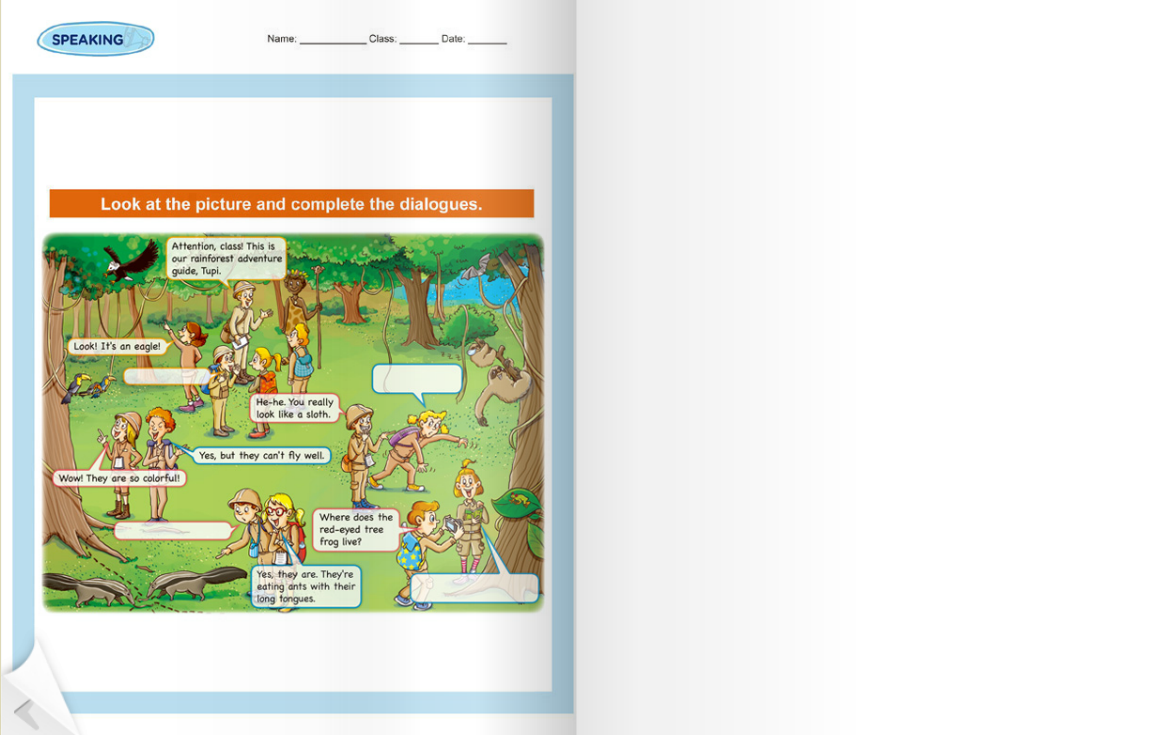 SPEAKING
Name: ____________ Class: _______ Date: _______
Look at the picture and complete the dialogues.
Attention, class! This is
our rainforest adventure
guide, Tupi.
Look! It's an eagle!
He-he. You really
look like a sloth.
Yes, but they can't fly well.
Wow! They are so colorful!
Where does the
red-eyed tree
frog live?
Yes, they are. They're
eating ants with their
long tongues.